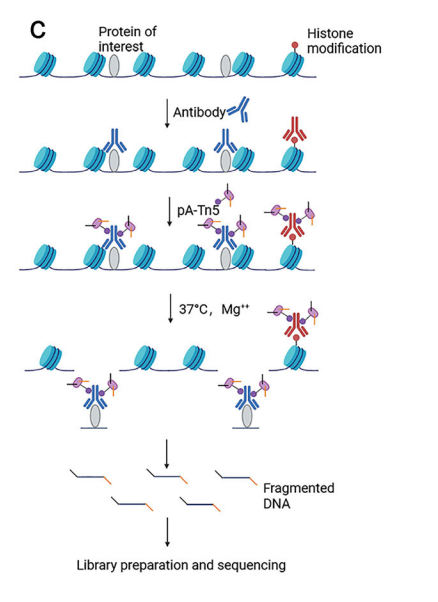 C
Protein of
interest
Histone
modification
Antibody
pA-Tn5
37°C, Mg⁺⁺
Fragmented
DNA
Library preparation and sequencing